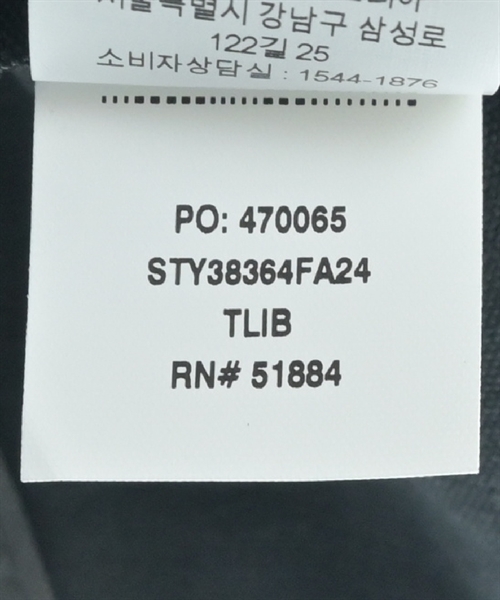 서울특별시 강남구 삼성로
122길 25
소비자상담실 : 1544-1876
PO: 470065
STY38364FA24
TLIB
RN# 51884